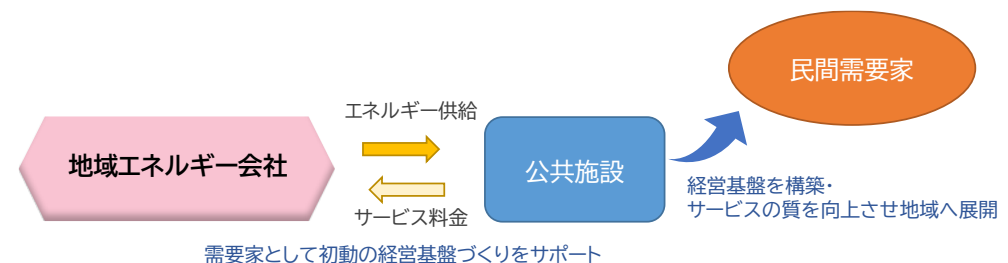 民間需要家
エネルギー供給
地域エネルギー会社
公共施設
サービス料金
経営基盤を構築・
サービスの質を向上させ地域へ展開
需要家として初動の経営基盤づくりをサポート